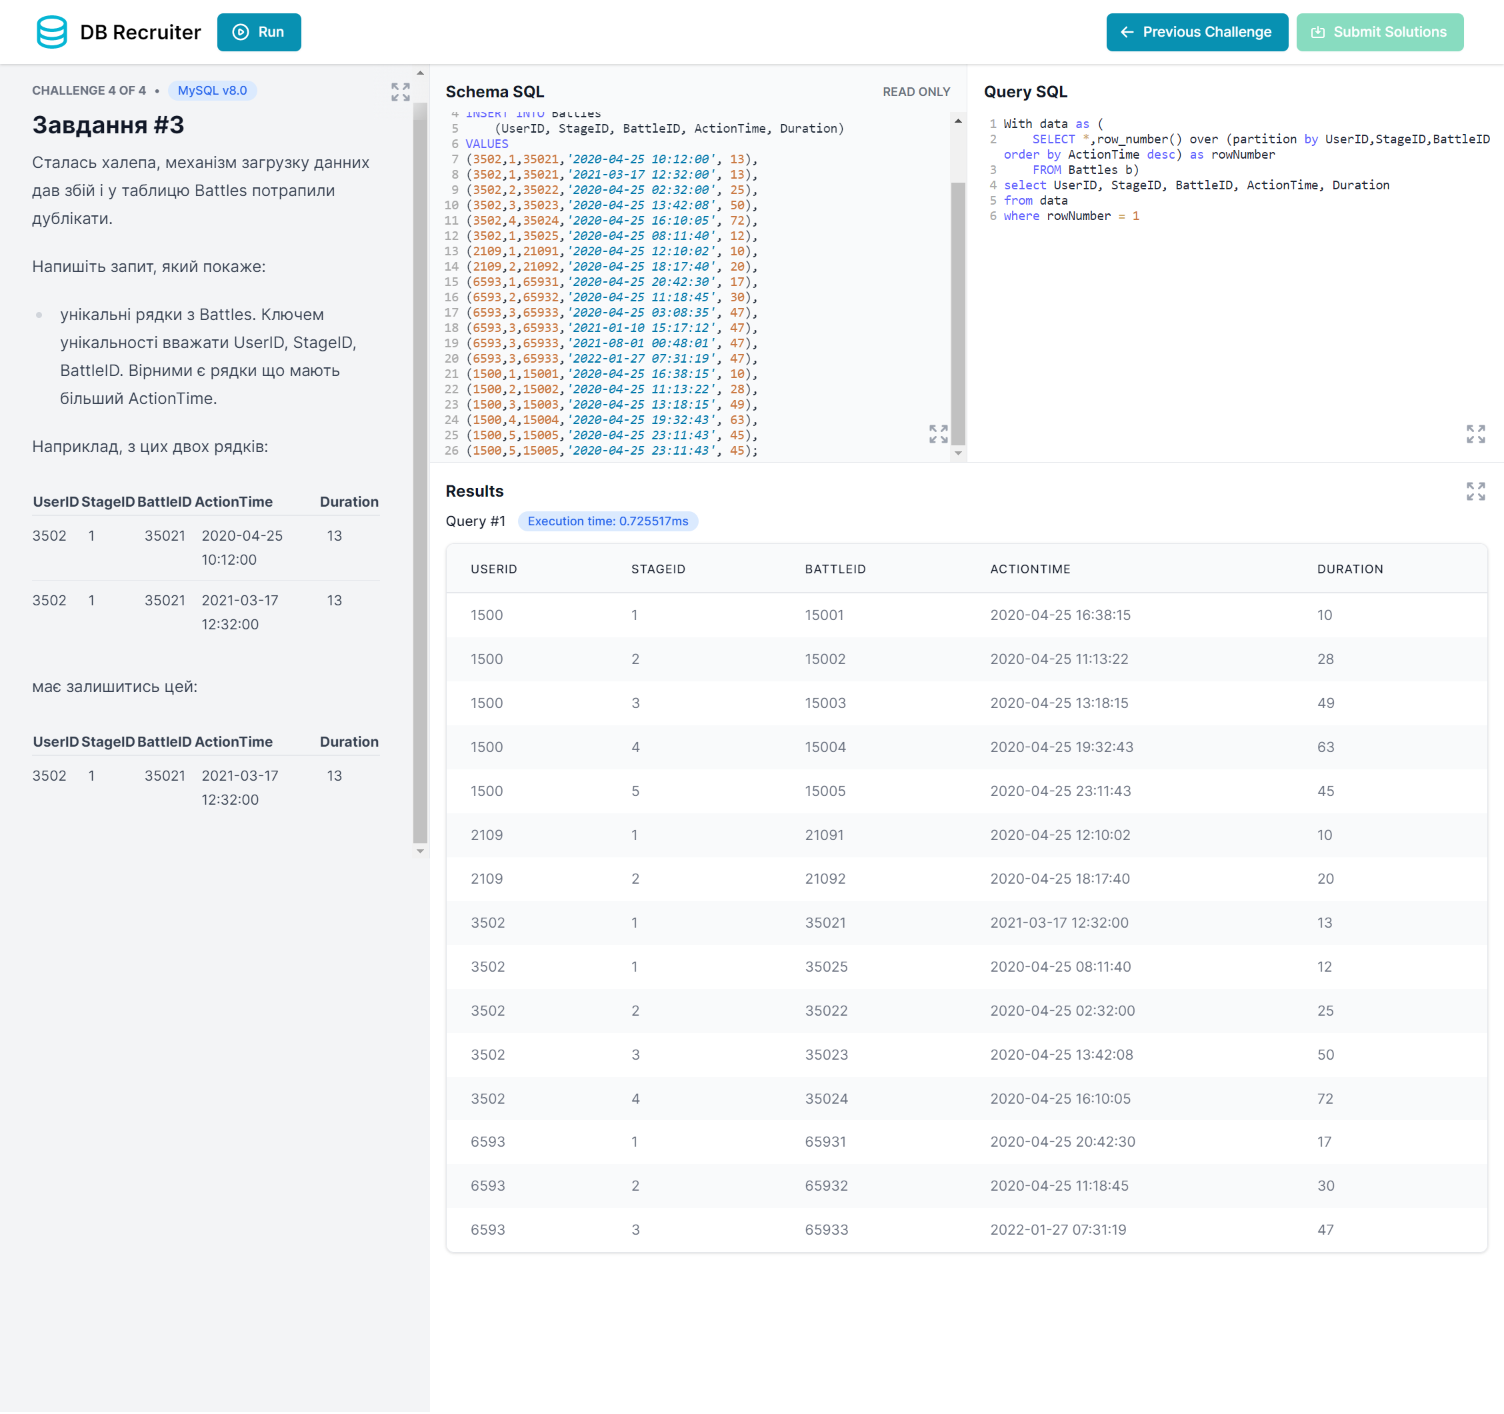 DB Recruiter
Run
Previous Challenge
Submit Solutions
CHALLENGE 4 OF 4 • MySQL v8.0
Завдання #3
Сталась халепа, механізм загрузку данних
дав збій і у таблицю Battles потрапили
дублікати.
Напишіть запит, який покаже:
унікальні рядки з Battles. Ключем
унікальності вважати UserID, StageID,
BattleID. Вірними є рядки що мають
більший ActionTime.
Наприклад, з цих двох рядків:
UserID StageID BattleID ActionTime Duration
3502 1 35021 2020-04-25 13
10:12:00
3502 1 35021 2021-03-17 13
12:32:00
має залишитись цей:
UserID StageID BattleID ActionTime Duration
3502 1 35021 2021-03-17 13
12:32:00
Schema SQL READ ONLY
4 INSERT INTO Battles
5 (UserID, StageID, BattleID, ActionTime, Duration)
6 VALUES
7 (3502,1,35021,'2020-04-25 10:12:00', 13),
8 (3502,1,35021,'2021-03-17 12:32:00', 13),
9 (3502,2,35022,'2020-04-25 02:32:00', 25),
10 (3502,3,35023,'2020-04-25 13:42:08', 50),
11 (3502,4,35024,'2020-04-25 16:10:05', 72),
12 (3502,1,35025,'2020-04-25 08:11:40', 12),
13 (2109,1,21091,'2020-04-25 12:10:02', 10),
14 (2109,2,21092,'2020-04-25 18:17:40', 20),
15 (6593,1,65931,'2020-04-25 20:42:30', 17),
16 (6593,2,65932,'2020-04-25 11:18:45', 30),
17 (6593,3,65933,'2020-04-25 03:08:35', 47),
18 (6593,3,65933,'2021-01-10 15:17:12', 47),
19 (6593,3,65933,'2021-08-01 00:48:01', 47),
20 (6593,3,65933,'2022-01-27 07:31:19', 47),
21 (1500,1,15001,'2020-04-25 16:38:15', 10),
22 (1500,2,15002,'2020-04-25 11:13:22', 28),
23 (1500,3,15003,'2020-04-25 13:18:15', 49),
24 (1500,4,15004,'2020-04-25 19:32:43', 63),
25 (1500,5,15005,'2020-04-25 23:11:43', 45),
26 (1500,5,15005,'2020-04-25 23:11:43', 45);
Query SQL
1 With data as (
2 SELECT *,row_number() over (partition by UserID,StageID,BattleID
order by ActionTime desc) as rowNumber
3 FROM Battles b)
4 select UserID, StageID, BattleID, ActionTime, Duration
5 from data
6 where rowNumber = 1
Results
Query #1 Execution time: 0.725517ms
USERID STAGEID BATTLEID ACTIONTIME DURATION
1500 1 15001 2020-04-25 16:38:15 10
1500 2 15002 2020-04-25 11:13:22 28
1500 3 15003 2020-04-25 13:18:15 49
1500 4 15004 2020-04-25 19:32:43 63
1500 5 15005 2020-04-25 23:11:43 45
2109 1 21091 2020-04-25 12:10:02 10
2109 2 21092 2020-04-25 18:17:40 20
3502 1 35021 2021-03-17 12:32:00 13
3502 1 35025 2020-04-25 08:11:40 12
3502 2 35022 2020-04-25 02:32:00 25
3502 3 35023 2020-04-25 13:42:08 50
3502 4 35024 2020-04-25 16:10:05 72
6593 1 65931 2020-04-25 20:42:30 17
6593 2 65932 2020-04-25 11:18:45 30
6593 3 65933 2022-01-27 07:31:19 47